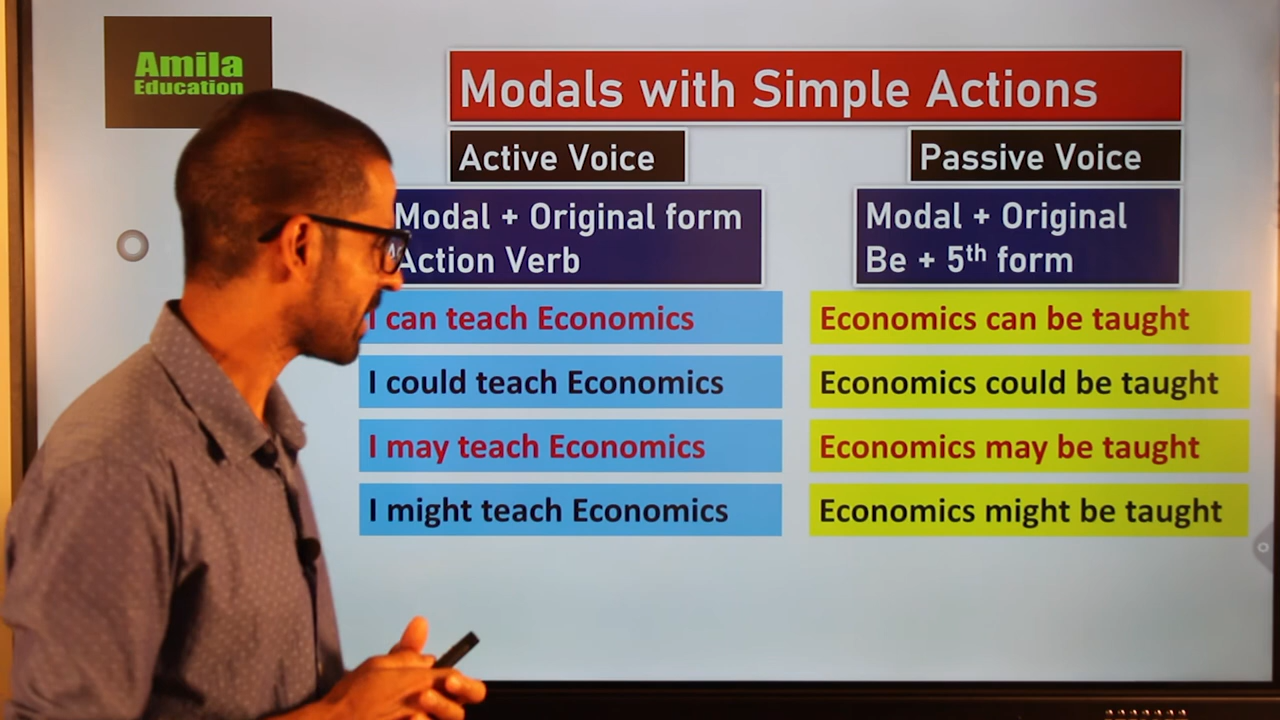 Amila
Education
Modals with Simple Actions
Active Voice
Passive Voice
Modal + Original form
Action Verb
Modal + Original
Be + 5th form
I can teach Economics
Economics can be taught
I could teach Economics
Economics could be taught
I may teach Economics
Economics may be taught
I might teach Economics
Economics might be taught